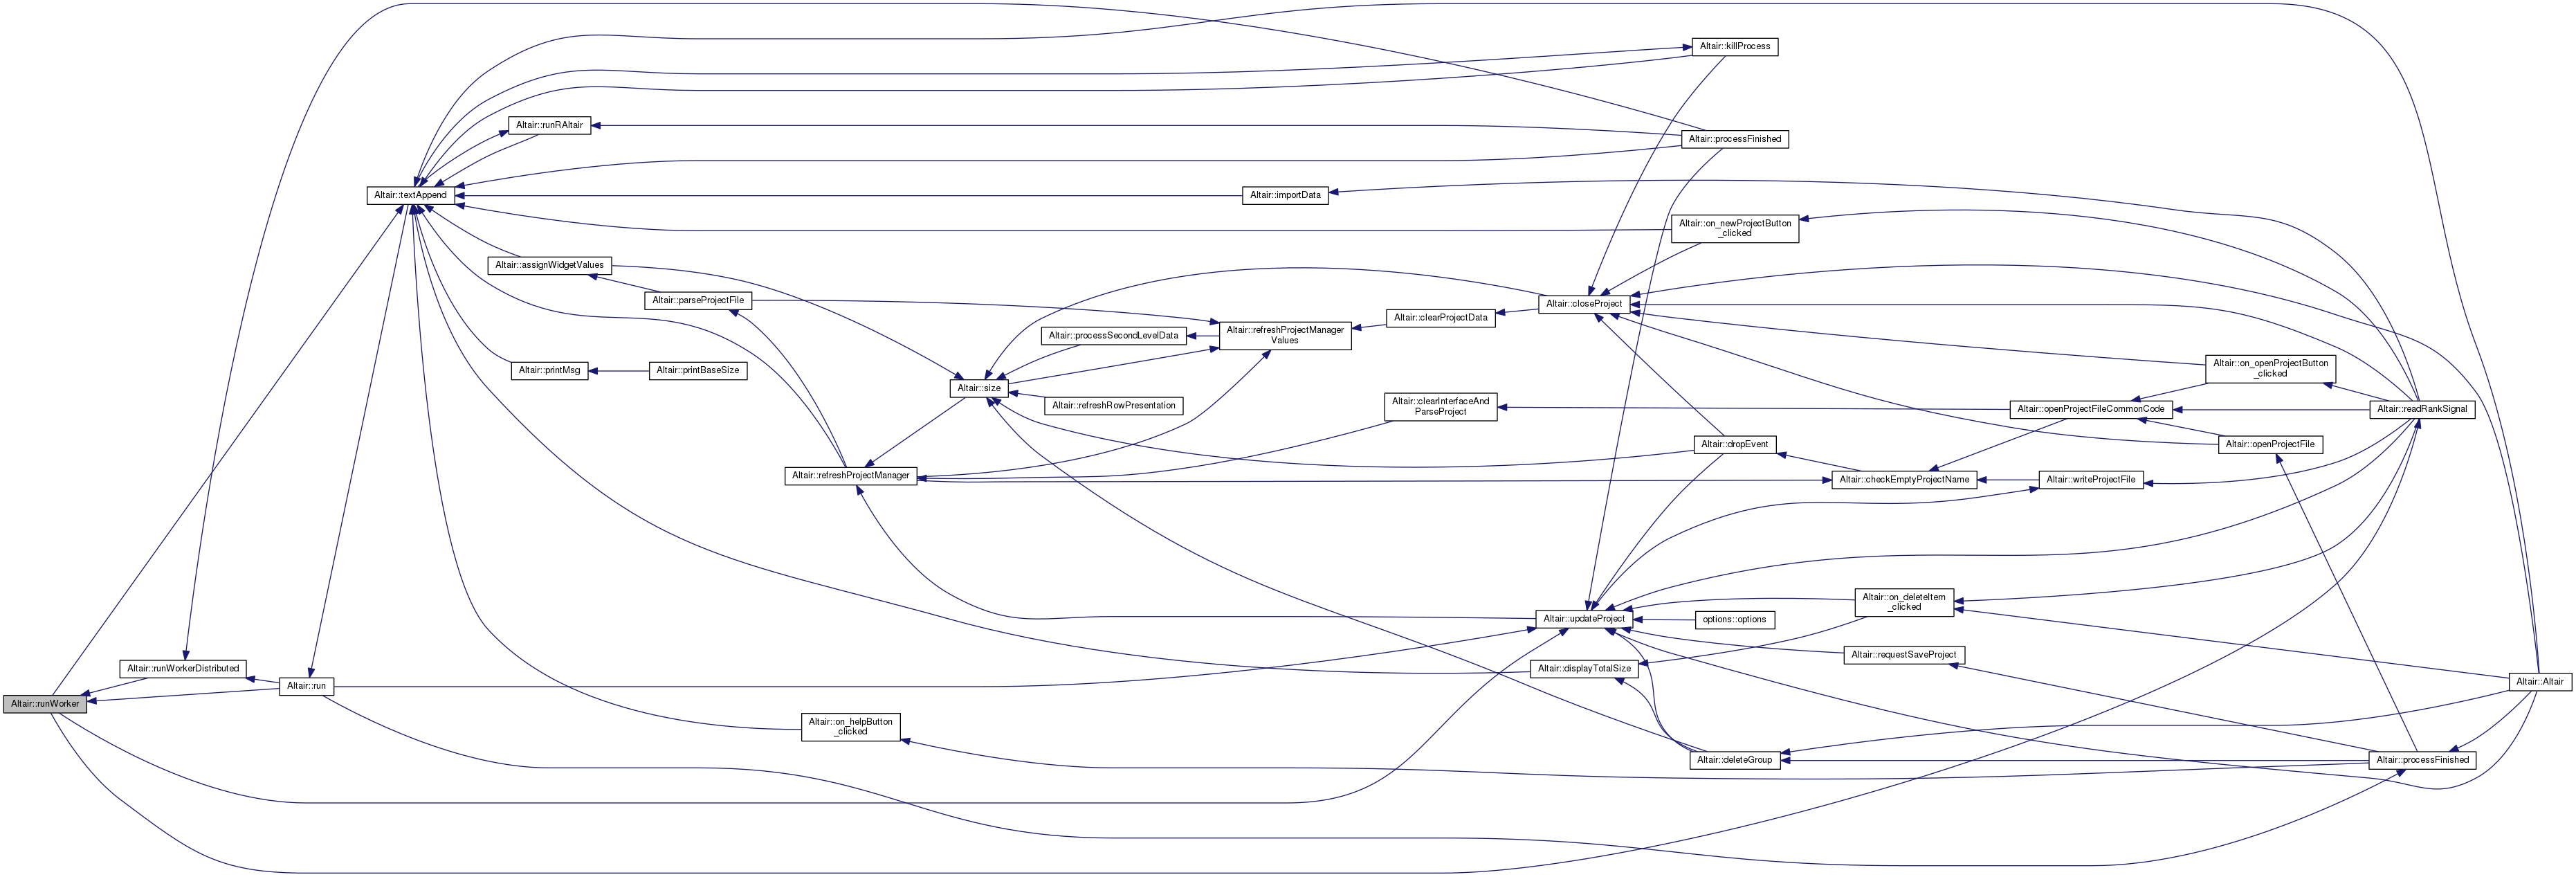 Altair::killProcess
Altair::runRAltair
Altair::processFinished
Altair::textAppend
Altair::importData
Altair::on_newProjectButton
_clicked
Altair::assignWidgetValues
Altair::parseProjectFile
Altair::closeProject
Altair::clearProjectData
Altair::refreshProjectManager
Values
Altair::processSecondLevelData
Altair::on_openProjectButton
_clicked
Altair::printMsg
Altair::printBaseSize
Altair::size
Altair::refreshRowPresentation
Altair::clearInterfaceAnd
ParseProject
Altair::openProjectFileCommonCode
Altair::readRankSignal
Altair::dropEvent
Altair::openProjectFile
Altair::refreshProjectManager
Altair::checkEmptyProjectName
Altair::writeProjectFile
Altair::on_deleteItem
_clicked
Altair::updateProject
options::options
Altair::requestSaveProject
Altair::runWorkerDistributed
Altair::displayTotalSize
Altair::run
Altair::Altair
Altair::runWorker
Altair::on_helpButton
_clicked
Altair::deleteGroup
Altair::processFinished